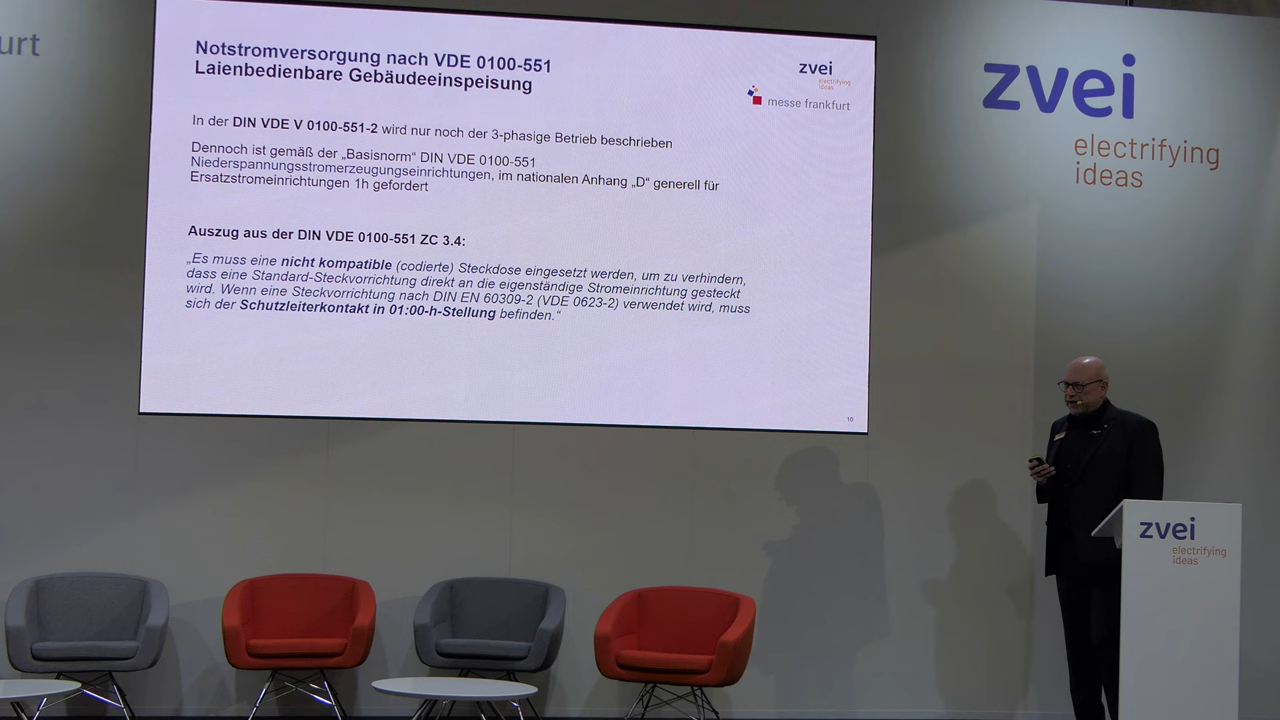 urt
Notstromversorgung nach VDE 0100-551
Laienbedienbare Gebäudeeinspeisung
zvei
electrifying
ideas
messe frankfurt
In der DIN VDE V 0100-551-2 wird nur noch der 3-phasige Betrieb beschrieben
Dennoch ist gemäß der „Basisnorm“ DIN VDE 0100-551
Niederspannungsstromerzeugungseinrichtungen, im nationalen Anhang „D“ generell für
Ersatzstromeinrichtungen 1h gefordert
Auszug aus der DIN VDE 0100-551 ZC 3.4:
„Es muss eine nicht kompatible (codierte) Steckdose eingesetzt werden, um zu verhindern,
dass eine Standard-Steckvorrichtung direkt an die eigenständige Stromeinrichtung gesteckt
wird. Wenn eine Steckvorrichtung nach DIN EN 60309-2 (VDE 0623-2) verwendet wird, muss
sich der Schutzleiterkontakt in 01:00-h-Stellung befinden.“
10
zvei
electrifying
ideas
zvei
electrifying
ideas